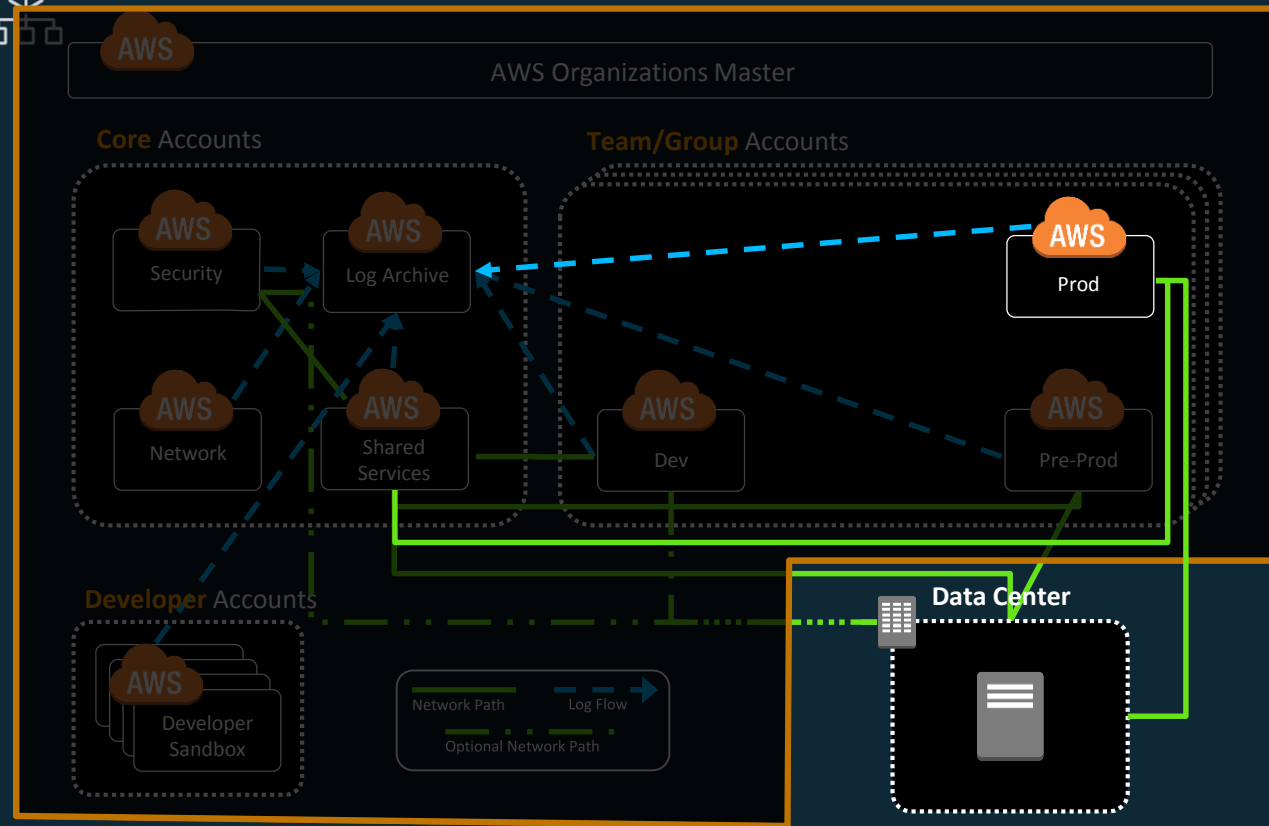 AWS
AWS Organizations Master
Core Accounts
Team/Group Accounts
AWS
Security
AWS
Log Archive
AWS
Prod
AWS
Network
AWS
Shared
Services
AWS
Dev
AWS
Pre-Prod
Developer Accounts
AWS
Developer
Sandbox
Network Path
Log Flow
Optional Network Path
Data Center